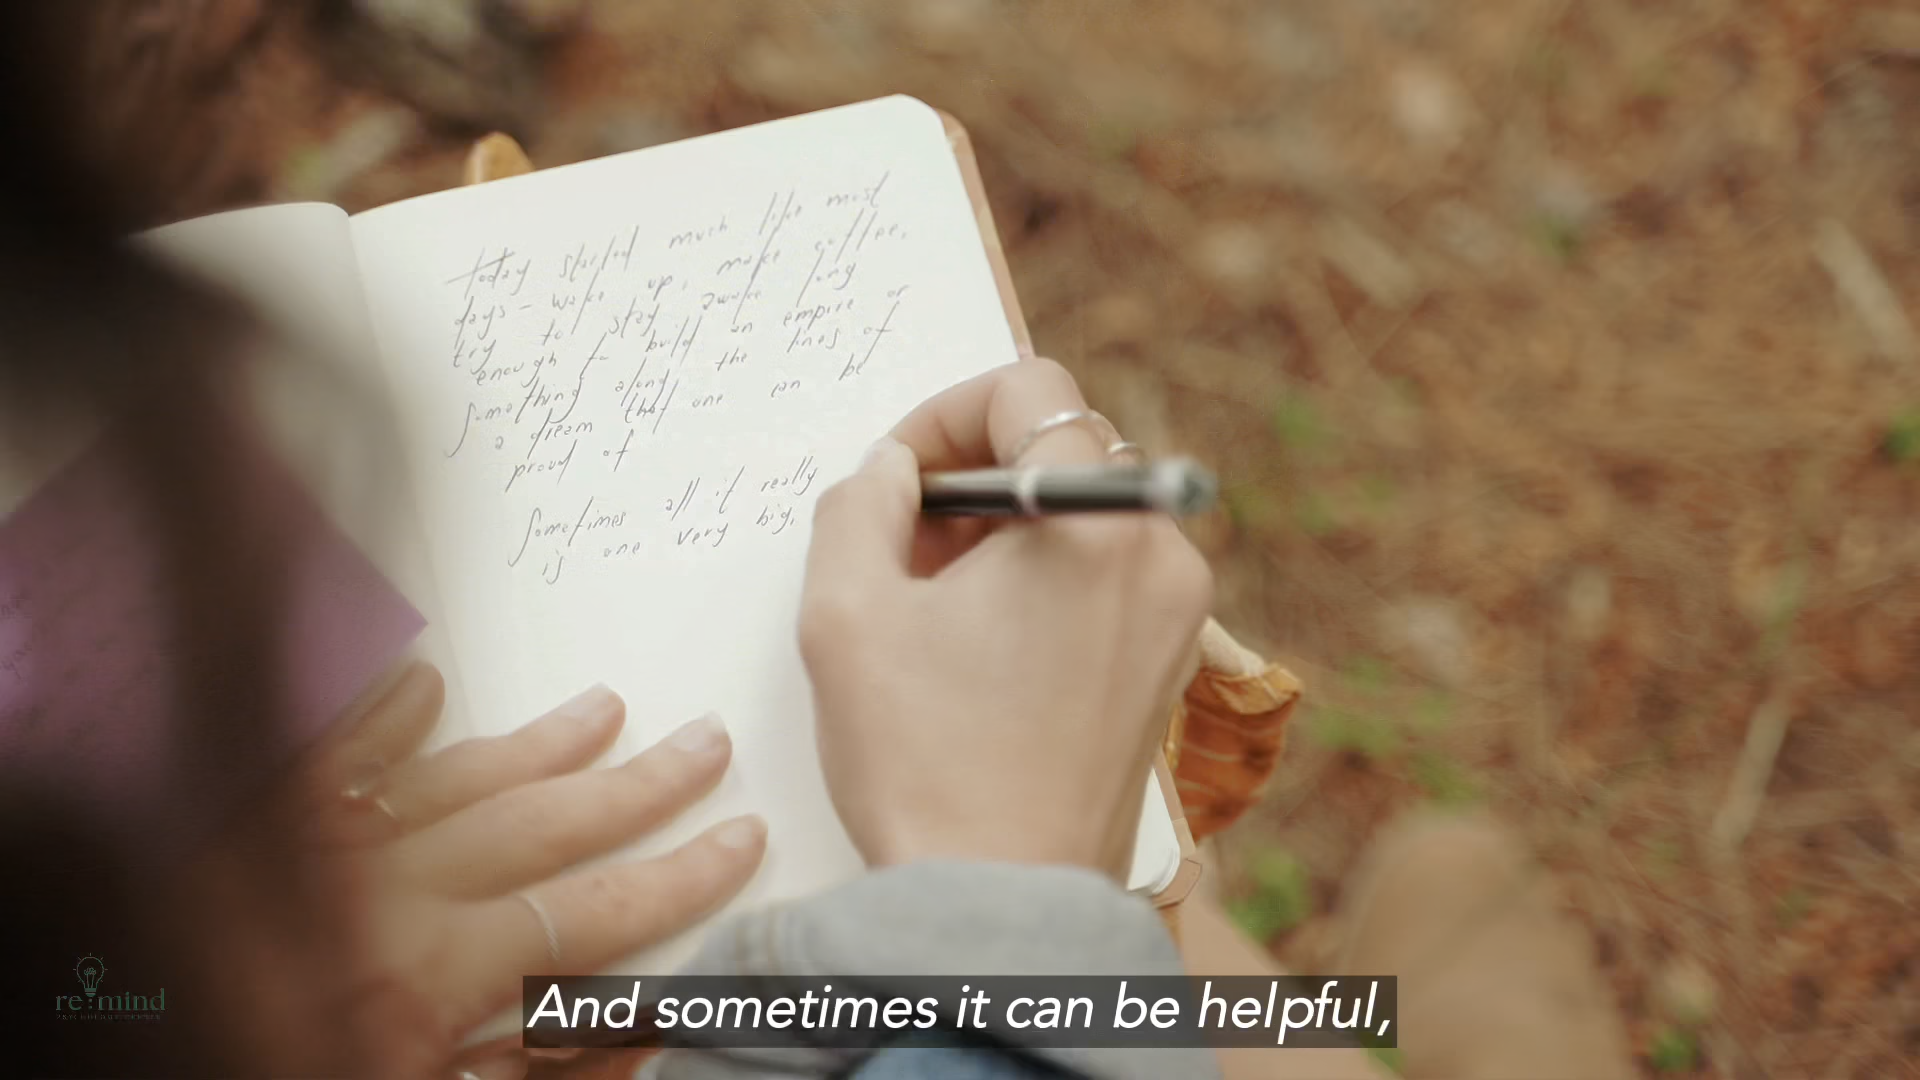 Today started much like most
days - wake up, make coffee,
try to stay awake long
enough to build an empire or
something along the lines of
a dream that one can be
proud of
Sometimes all it really
is one very big,
re:mind
And sometimes it can be helpful,